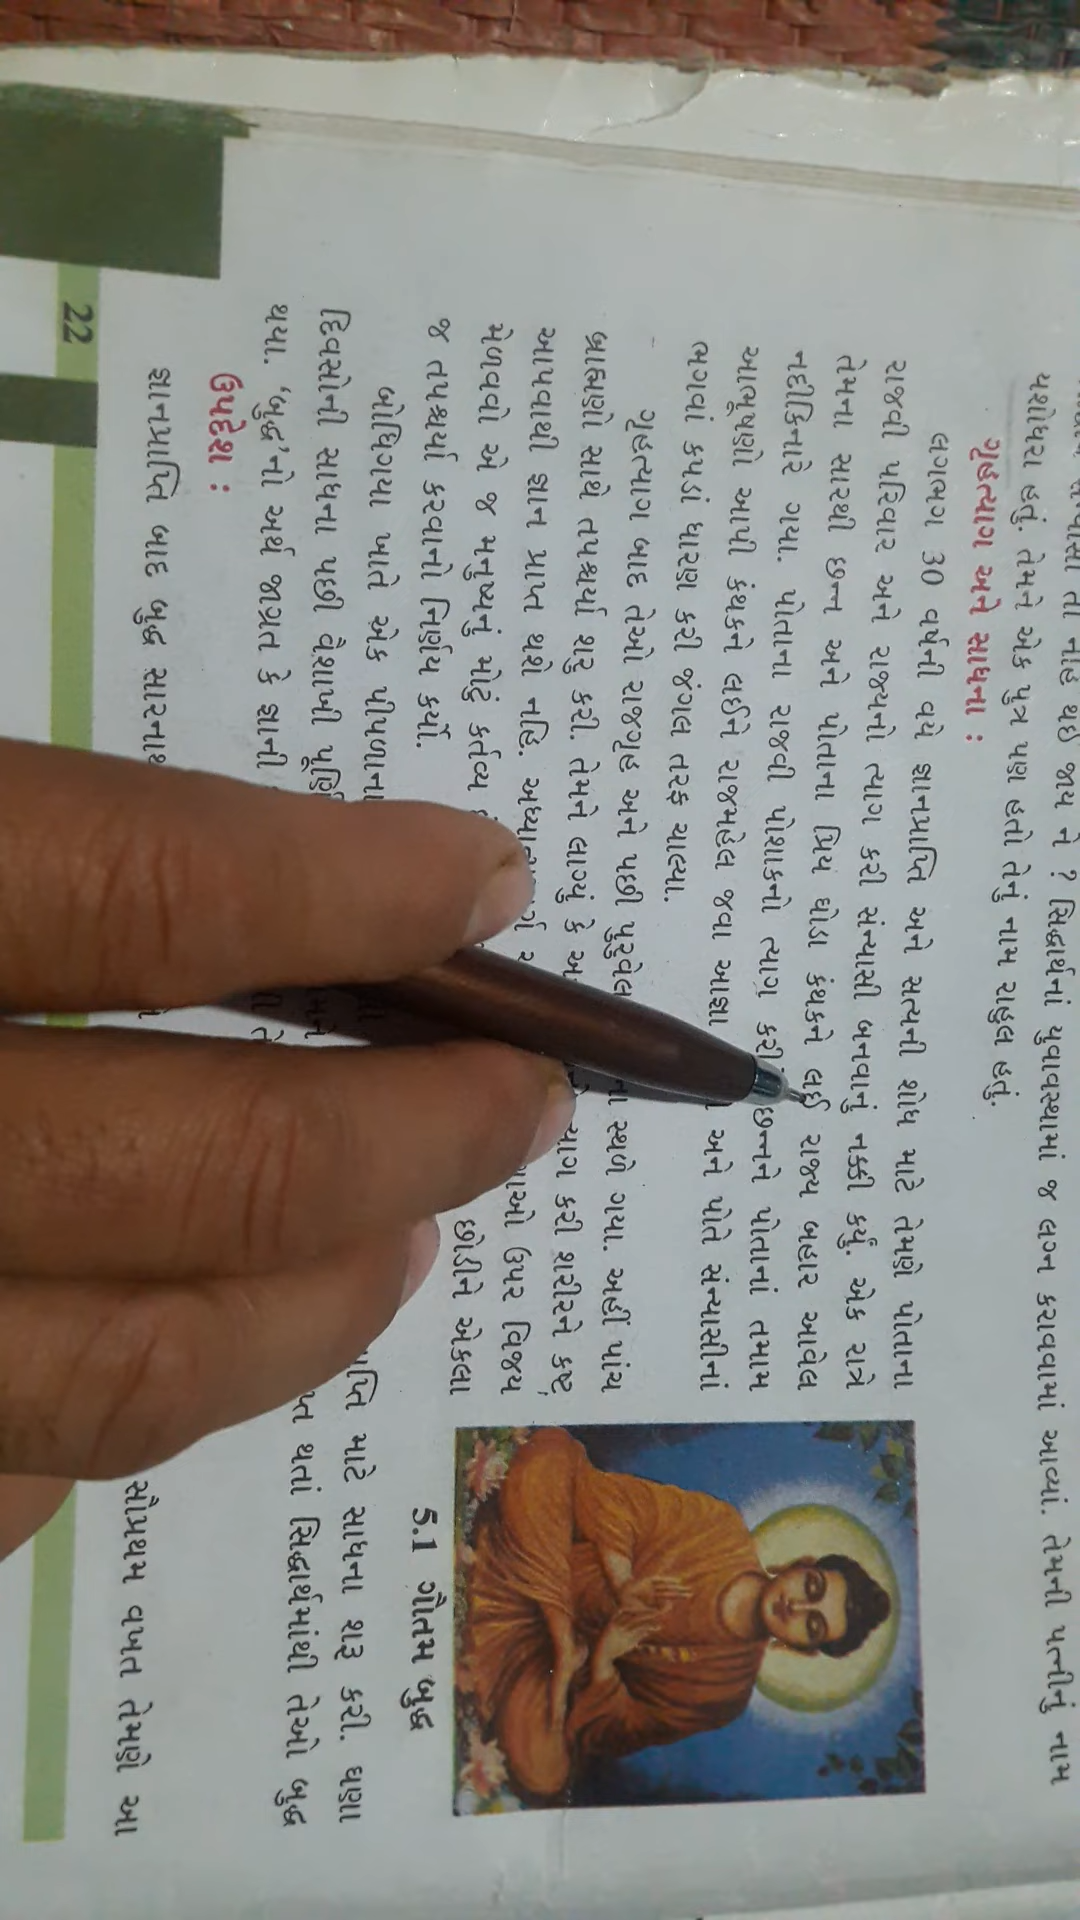 યશોધરા હતું. તેમને એક પુત્ર પણ હતો તેનું નામ રાહુલ હતું.
થઈ જાય ને ? સિદ્ધાર્થનાં યુવાવસ્થામાં જ લગ્ન કરાવવામાં આવ્યાં. તેમની પત્નીનું નામ
ગૃહત્યાગ અને સાધના :
લગભગ 30 વર્ષની વયે જ્ઞાનપ્રાપ્તિ અને સત્યની શોધ માટે તેમણે પોતાના
રાજવી પરિવાર અને રાજ્યનો ત્યાગ કરી સંન્યાસી બનવાનું નક્કી કર્યું. એક રાત્રે
તેમના સારથી છન્ન અને પોતાના પ્રિય ઘોડા કંથકને લઈ રાજ્ય બહાર આવેલ
નદીકિનારે ગયા. પોતાના રાજવી પોશાકનો ત્યાગ કરી છન્નને પોતાનાં તમામ
આભૂષણો આપી કંથકને લઈને રાજમહેલ જવા આજ્ઞા અને પોતે સંન્યાસીનાં
ભગવાં કપડાં ધારણ કરી જંગલ તરફ ચાલ્યા.
ગૃહત્યાગ બાદ તેઓ રાજગૃહ અને પછી ના સ્થળે ગયા. અહીં પાંચ
બ્રાહ્મણો સાથે તપશ્ચર્યા શરૂ કરી. તેમને લાગ્યું કે ત્યાગ કરી શરીરને કષ્ટ
આપવાથી જ્ઞાન પ્રાપ્ત થશે નહિ. ઉપર વિજય
મેળવવો એ જ મનુષ્યનું મોટું કર્તવ્ય છોડીને એકલા
જ તપશ્ચર્યા કરવાનો નિર્ણય કર્યો.
5.1 ગૌતમ બુદ્ધ
બોધિગયા ખાતે એક પીપળાના માટે સાધના શરૂ કરી. ઘણા
દિવસોની સાધના પછી વૈશાખી થતાં સિદ્ધાર્થમાંથી તેઓ બુદ્ધ
થયા. 'બુદ્ધ'નો અર્થ જાગ્રત કે જ્ઞાની
ઉપદેશ :
જ્ઞાનપ્રાપ્તિ બાદ બુદ્ધ સૌપ્રથમ વખત તેમણે આ
22